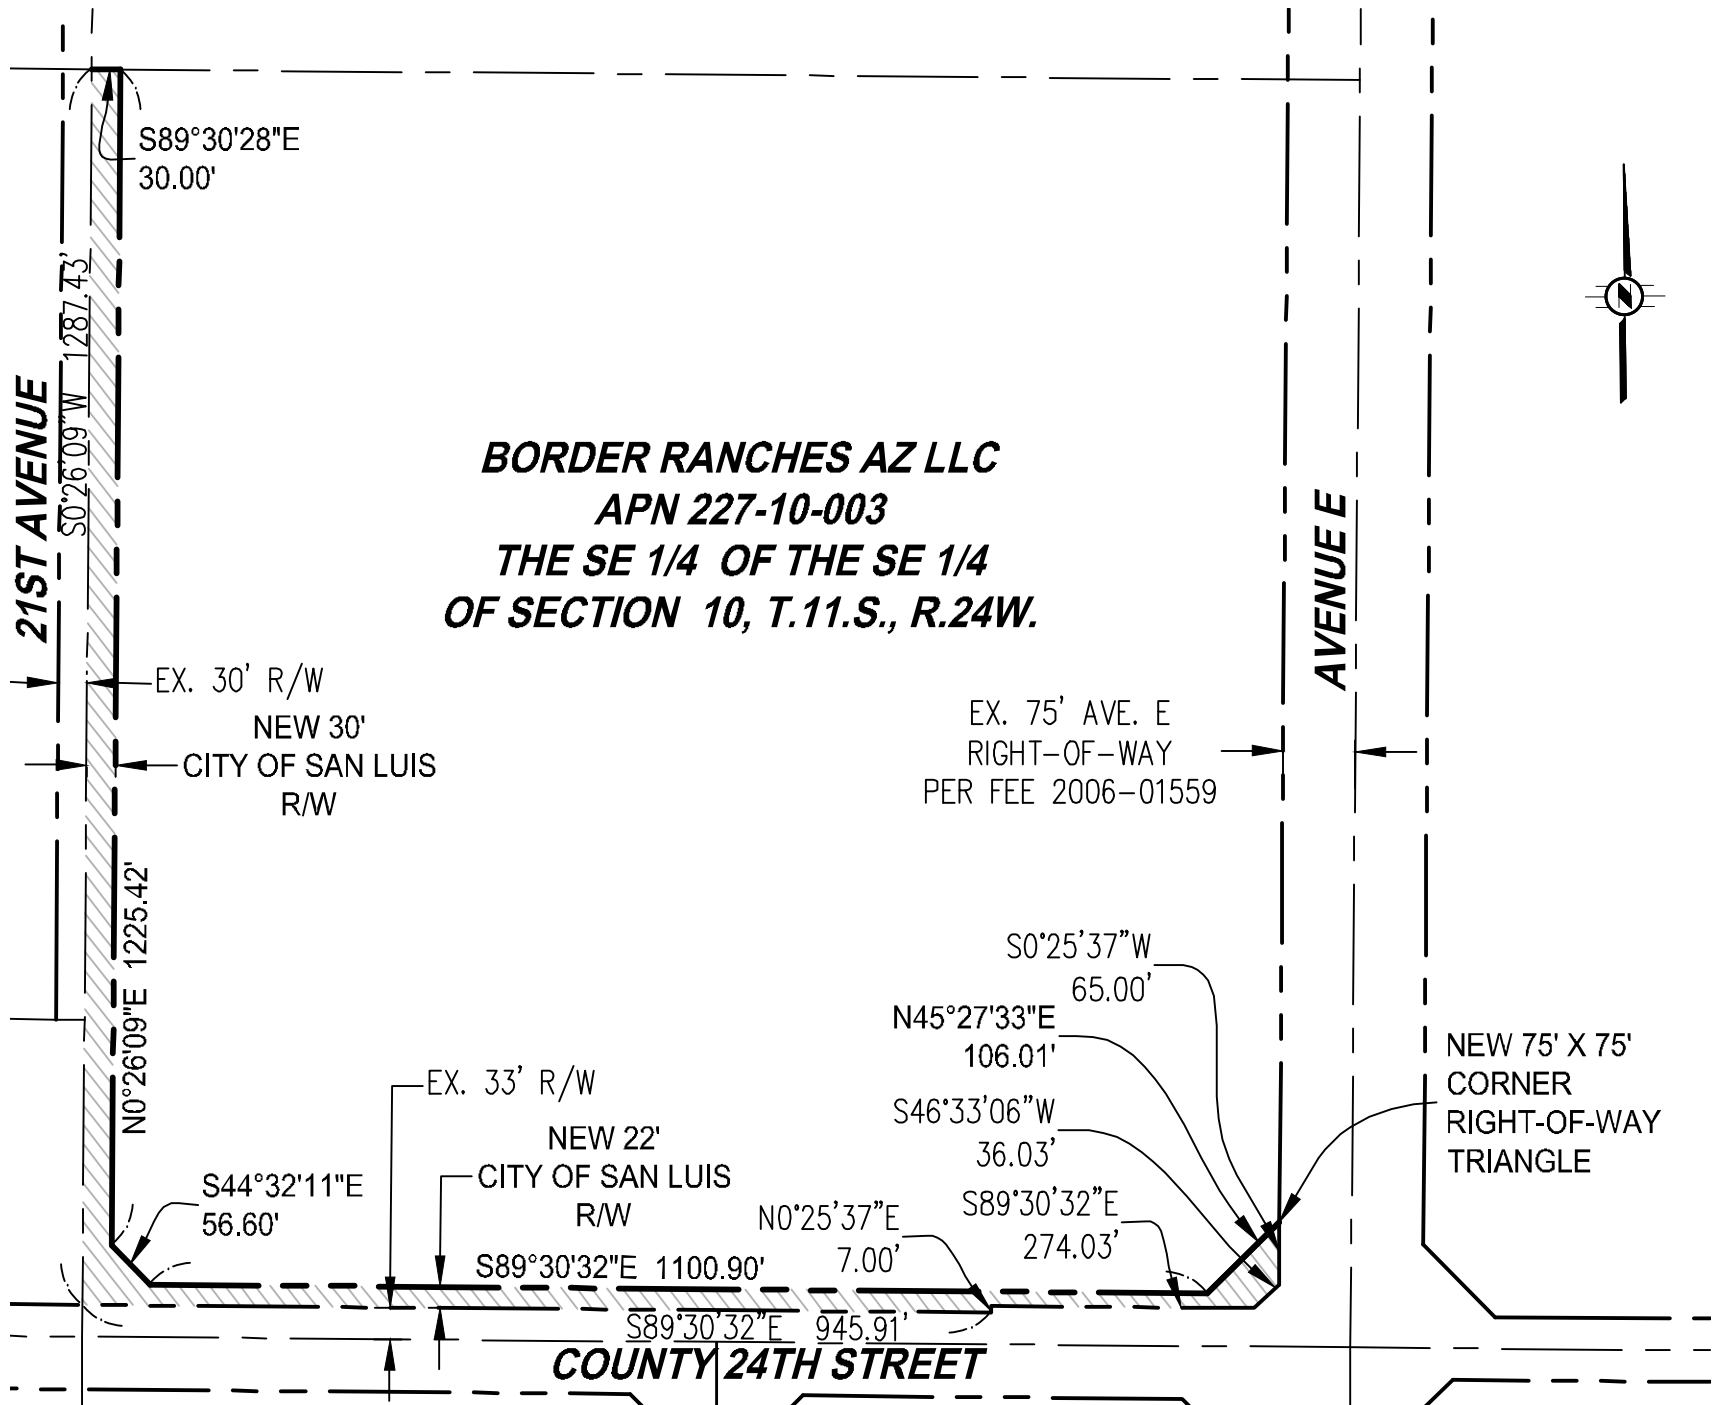 S89°30'28"E
30.00'
S0°26'09"W 1287.43'
21ST AVENUE
BORDER RANCHES AZ LLC
APN 227-10-003
THE SE 1/4 OF THE SE 1/4
OF SECTION 10, T.11.S., R.24W.
AVENUE E
EX. 30' R/W
NEW 30'
CITY OF SAN LUIS
R/W
EX. 75' AVE. E
RIGHT-OF-WAY
PER FEE 2006-01559
N0°26'09"E 1225.42'
S0°25'37"W
65.00'
N45°27'33"E
106.01'
NEW 75' X 75'
CORNER
RIGHT-OF-WAY
TRIANGLE
EX. 33' R/W
S46°33'06"W
36.03'
NEW 22'
CITY OF SAN LUIS
R/W
S44°32'11"E
56.60'
N0°25'37"E
7.00'
S89°30'32"E
274.03'
S89°30'32"E 1100.90'
S89°30'32"E 945.91'
COUNTY 24TH STREET